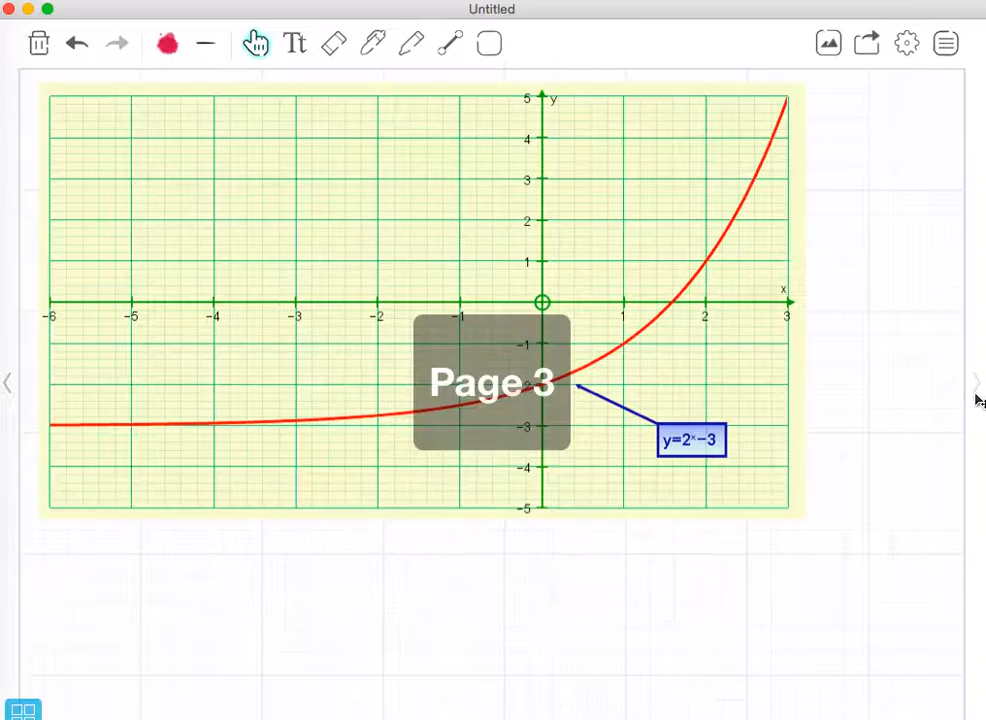 Untitled
Tt
5 y
4
3
2
1
x
-6 -5 -4 -3 -2 -1 1 2 3
-1
Page 3
-3
y=2ˣ−3
-4
-5